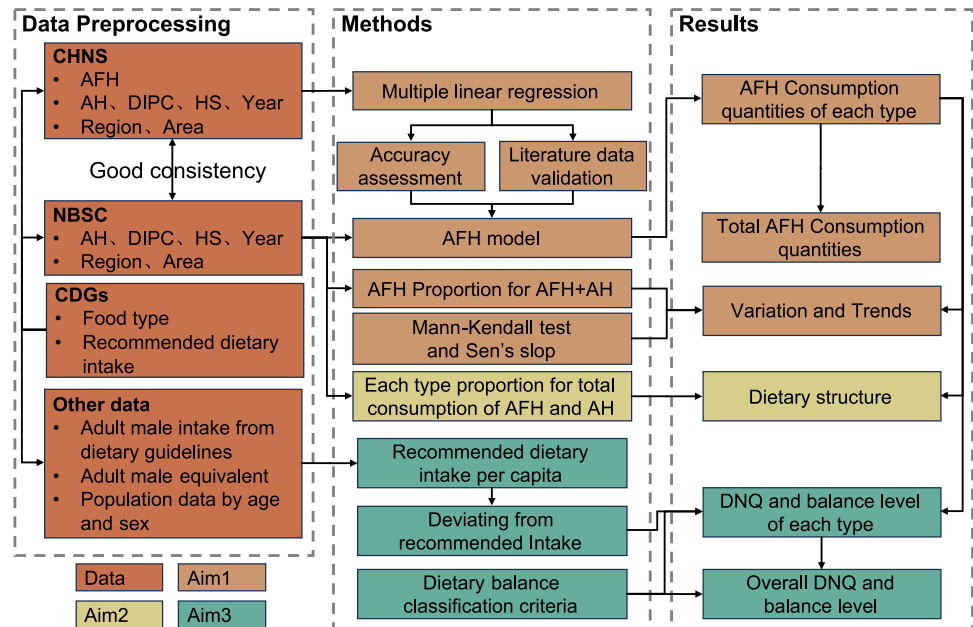 Data Preprocessing
CHNS
• AFH
• AH、DIPC、HS、Year
• Region、Area
Good consistency
NBSC
• AH、DIPC、HS、Year
• Region、Area
CDGs
• Food type
• Recommended dietary
intake
Other data
• Adult male intake from
dietary guidelines
• Adult male equivalent
• Population data by age
and sex
Methods
Multiple linear regression
Accuracy
assessment
Literature data
validation
AFH model
AFH Proportion for AFH+AH
Mann-Kendall test
and Sen's slop
Each type proportion for total
consumption of AFH and AH
Recommended dietary
intake per capita
Deviating from
recommended Intake
Dietary balance
classification criteria
Results
AFH Consumption
quantities of each type
Total AFH Consumption
quantities
Variation and Trends
Dietary structure
DNQ and balance level
of each type
Overall DNQ and
balance level
Data
Aim1
Aim2
Aim3